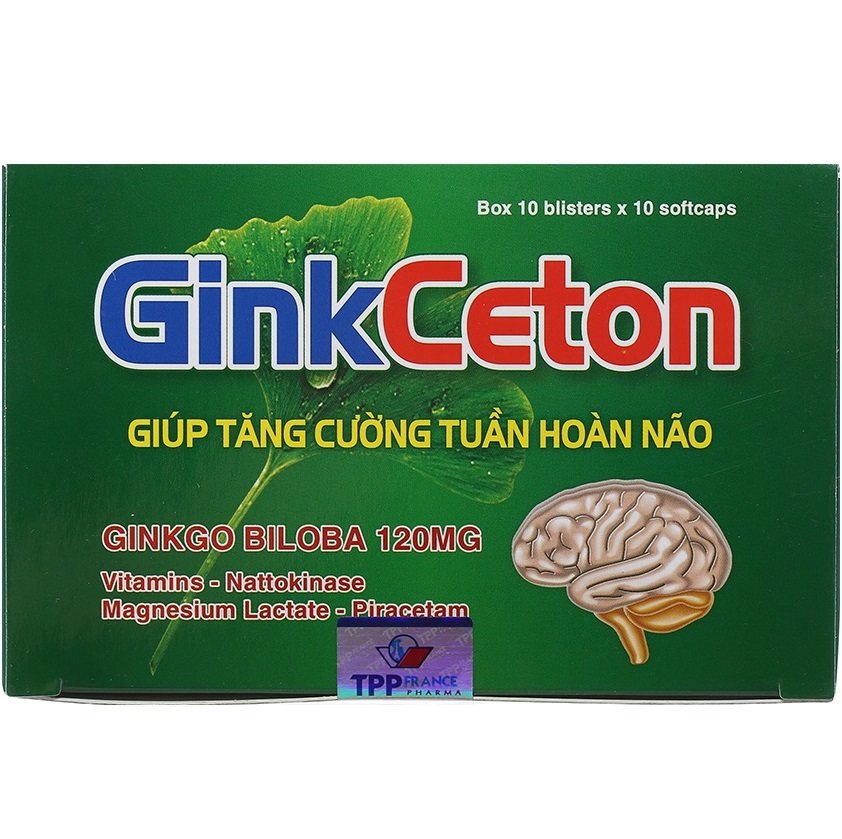 Box 10 blisters x 10 softcaps
GinkCeton
GIÚP TĂNG CƯỜNG TUẦN HOÀN NÃO
GINKGO BILOBA 120MG
Vitamins - Nattokinase
Magnesium Lactate - Piracetam
TPP FRANCE
PHARMA